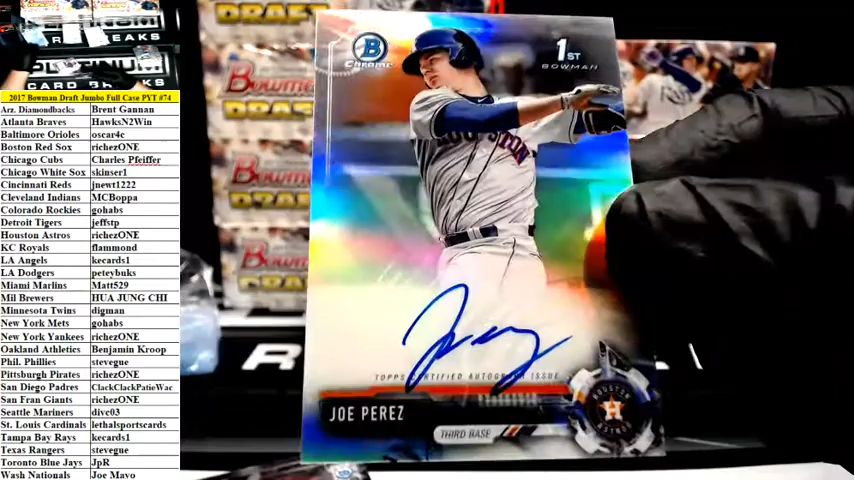 DRAFT
PLATINUM
CARD BREAKS
2017 Bowman Draft Jumbo Full Case PYT #74
Arz. Diamondbacks Brent Gannan
Atlanta Braves HawksN2Win
Baltimore Orioles oscar4c
Boston Red Sox richezONE
Chicago Cubs Charles Pfeiffer
Chicago White Sox skinser1
Cincinnati Reds jnewt1222
Cleveland Indians MCBoppa
Colorado Rockies gohabs
Detroit Tigers jeffstp
Houston Astros richezONE
KC Royals flammond
LA Angels kecards1
LA Dodgers peteybuks
Miami Marlins Matt529
Mil Brewers HUA JUNG CHI
Minnesota Twins digman
New York Mets gohabs
New York Yankees richezONE
Oakland Athletics Benjamin Kroop
Phil. Phillies stevegue
Pittsburgh Pirates richezONE
San Diego Padres ClackClackPatieWac
San Fran Giants richezONE
Seattle Mariners divc03
St. Louis Cardinals lethalsportscards
Tampa Bay Rays kecards1
Texas Rangers stevegue
Toronto Blue Jays JpR
Wash Nationals Joe Mayo
B
Chrome
1ST
BOWMAN
HOUSTON
TOPPS CERTIFIED AUTOGRAPH ISSUE
JOE PEREZ
THIRD BASE
HOUSTON
ASTROS
Bowman
DRAFT